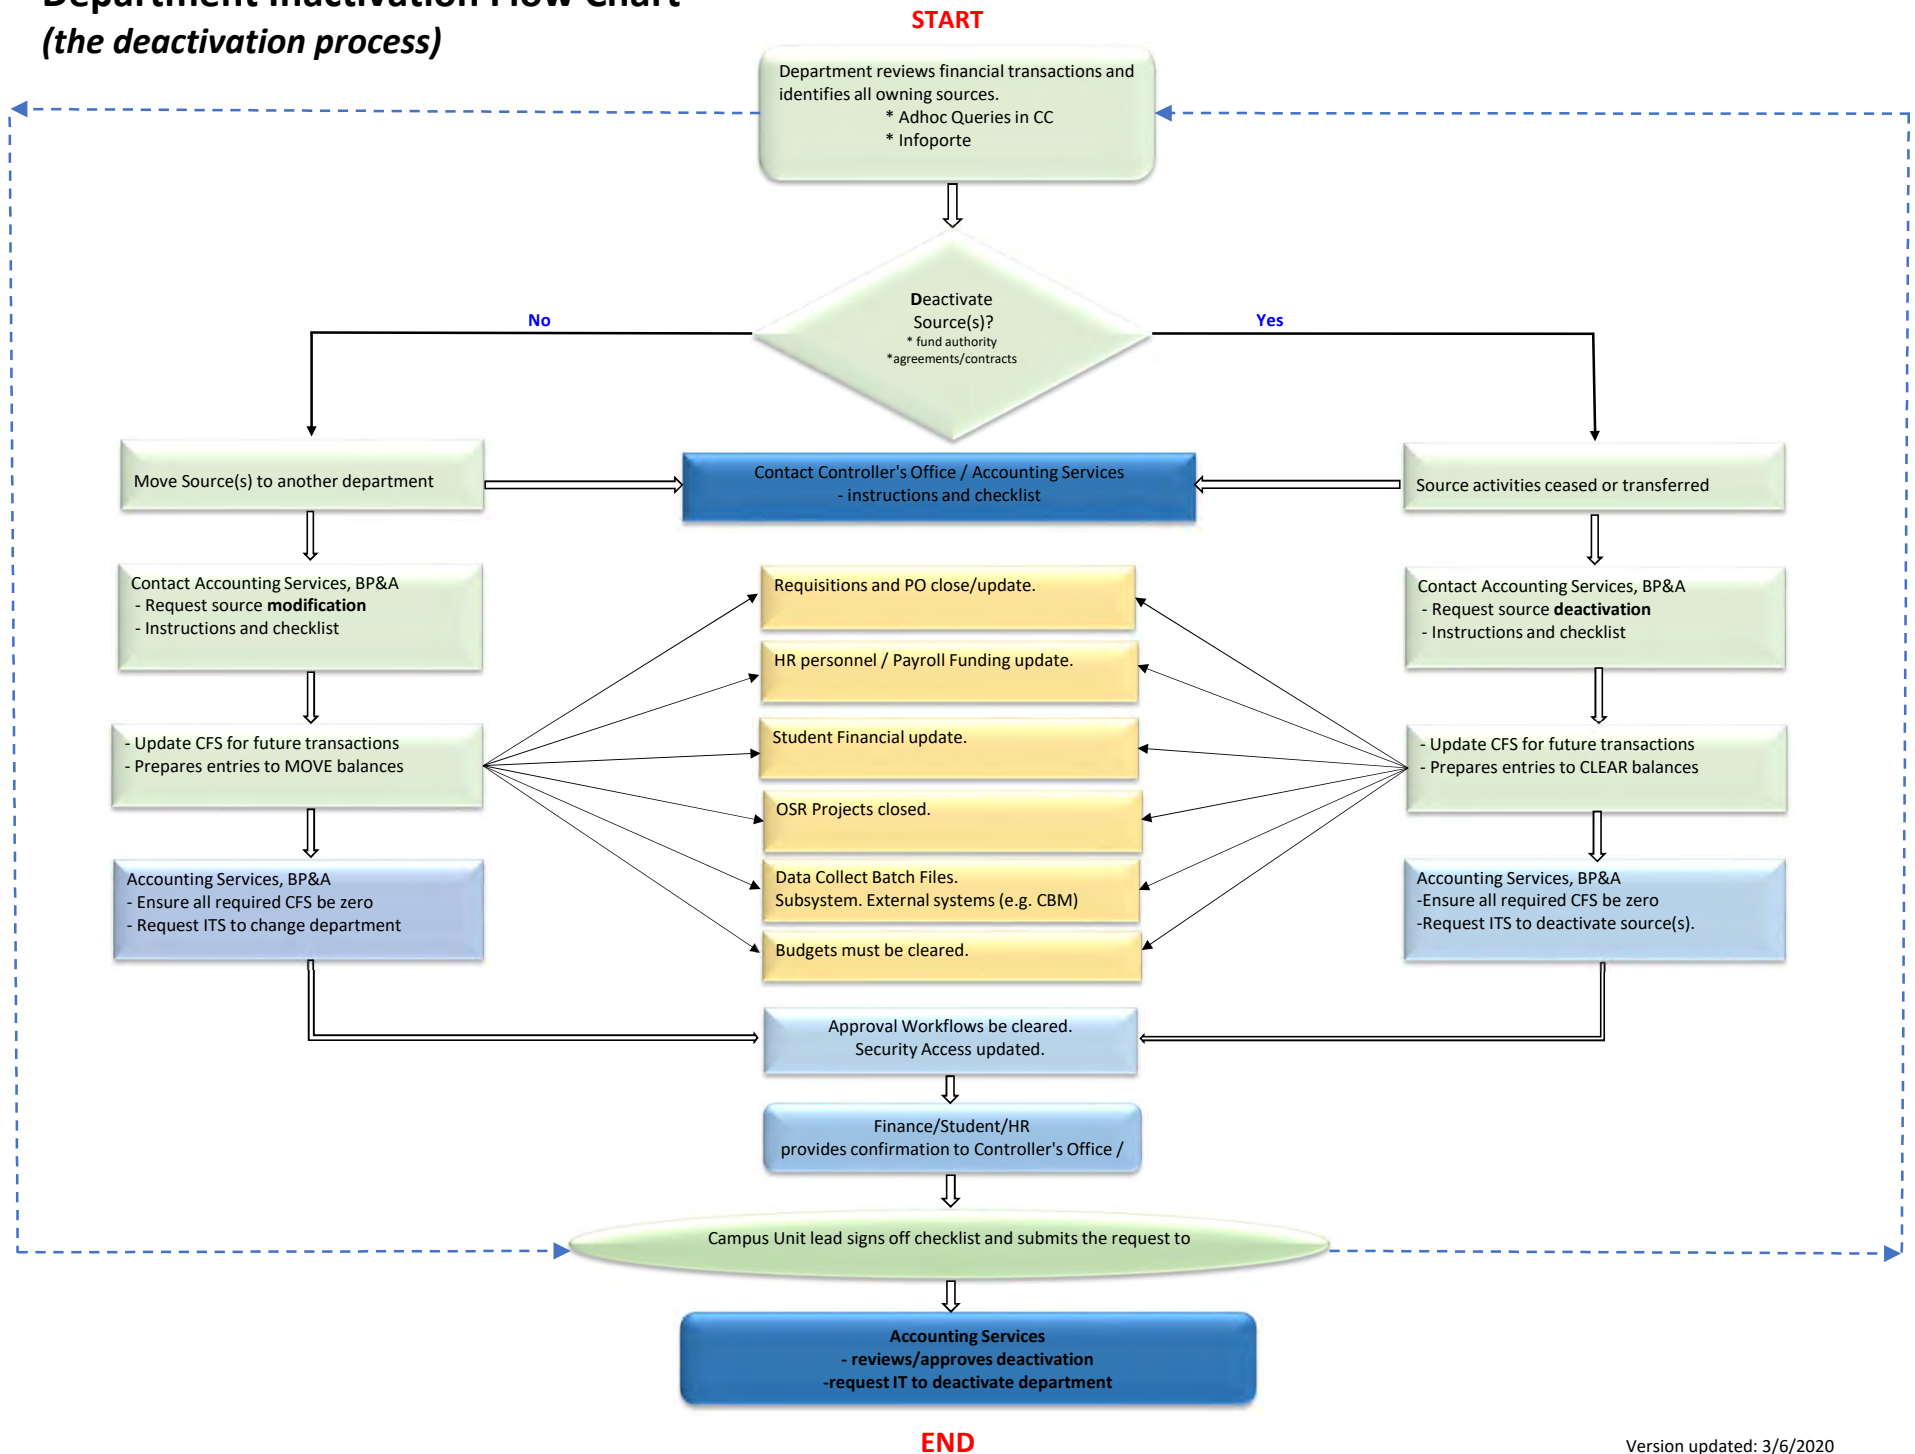 Department Inactivation Flow Chart
(the deactivation process)
START
Department reviews financial transactions and
identifies all owning sources.
* Adhoc Queries in CC
* Infoporte
Deactivate
Source(s)?
* fund authority
*agreements/contracts
No
Yes
Move Source(s) to another department
Contact Controller's Office / Accounting Services
- instructions and checklist
Source activities ceased or transferred
Contact Accounting Services, BP&A
- Request source modification
- Instructions and checklist
Requisitions and PO close/update.
Contact Accounting Services, BP&A
- Request source deactivation
- Instructions and checklist
HR personnel / Payroll Funding update.
- Update CFS for future transactions
- Prepares entries to MOVE balances
Student Financial update.
- Update CFS for future transactions
- Prepares entries to CLEAR balances
OSR Projects closed.
Accounting Services, BP&A
- Ensure all required CFS be zero
- Request ITS to change department
Data Collect Batch Files.
Subsystem. External systems (e.g. CBM)
Accounting Services, BP&A
-Ensure all required CFS be zero
-Request ITS to deactivate source(s).
Budgets must be cleared.
Approval Workflows be cleared.
Security Access updated.
Finance/Student/HR
provides confirmation to Controller's Office /
Campus Unit lead signs off checklist and submits the request to
Accounting Services
- reviews/approves deactivation
-request IT to deactivate department
END
Version updated: 3/6/2020